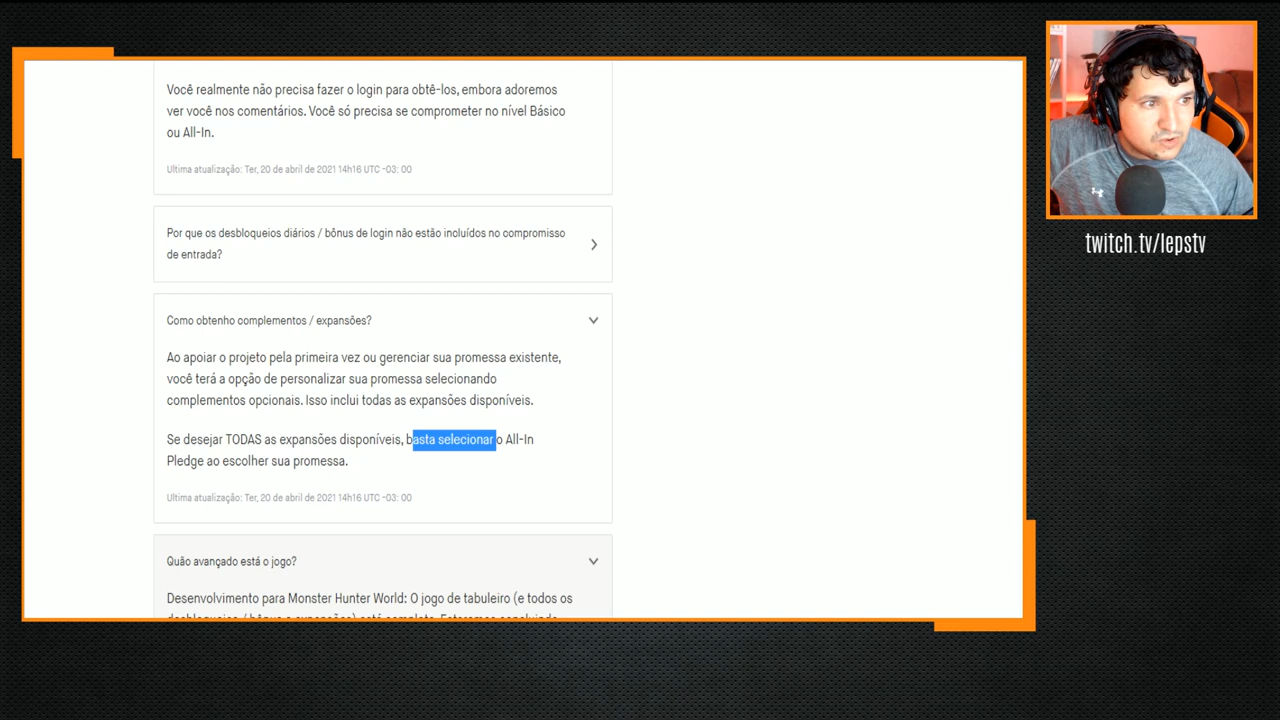 Você realmente não precisa fazer o login para obtê-los, embora adoremos
ver você nos comentários. Você só precisa se comprometer no nível Básico
ou All-In.
Ultima atualização: Ter, 20 de abril de 2021 14h16 UTC -03: 00
Por que os desbloqueios diários / bônus de login não estão incluídos no compromisso
de entrada?
Como obtenho complementos / expansões?
Ao apoiar o projeto pela primeira vez ou gerenciar sua promessa existente,
você terá a opção de personalizar sua promessa selecionando
complementos opcionais. Isso inclui todas as expansões disponíveis.
Se desejar TODAS as expansões disponíveis, basta selecionar o All-In
Pledge ao escolher sua promessa.
Ultima atualização: Ter, 20 de abril de 2021 14h16 UTC -03: 00
Quão avançado está o jogo?
Desenvolvimento para Monster Hunter World: O jogo de tabuleiro (e todos os
twitch.tv/lepstv